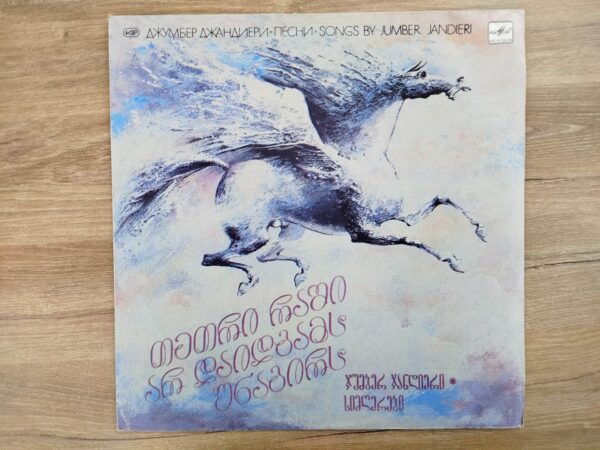 ДЖУМБЕР ДЖАНДИЕРИ • ПЕСНИ • SONGS BY JUMBER JANDIERI
თეთრი რაში
არ დაიდგამს
უნაგირს
ჯუმბერ ჯანდიერი *
სიმღერები